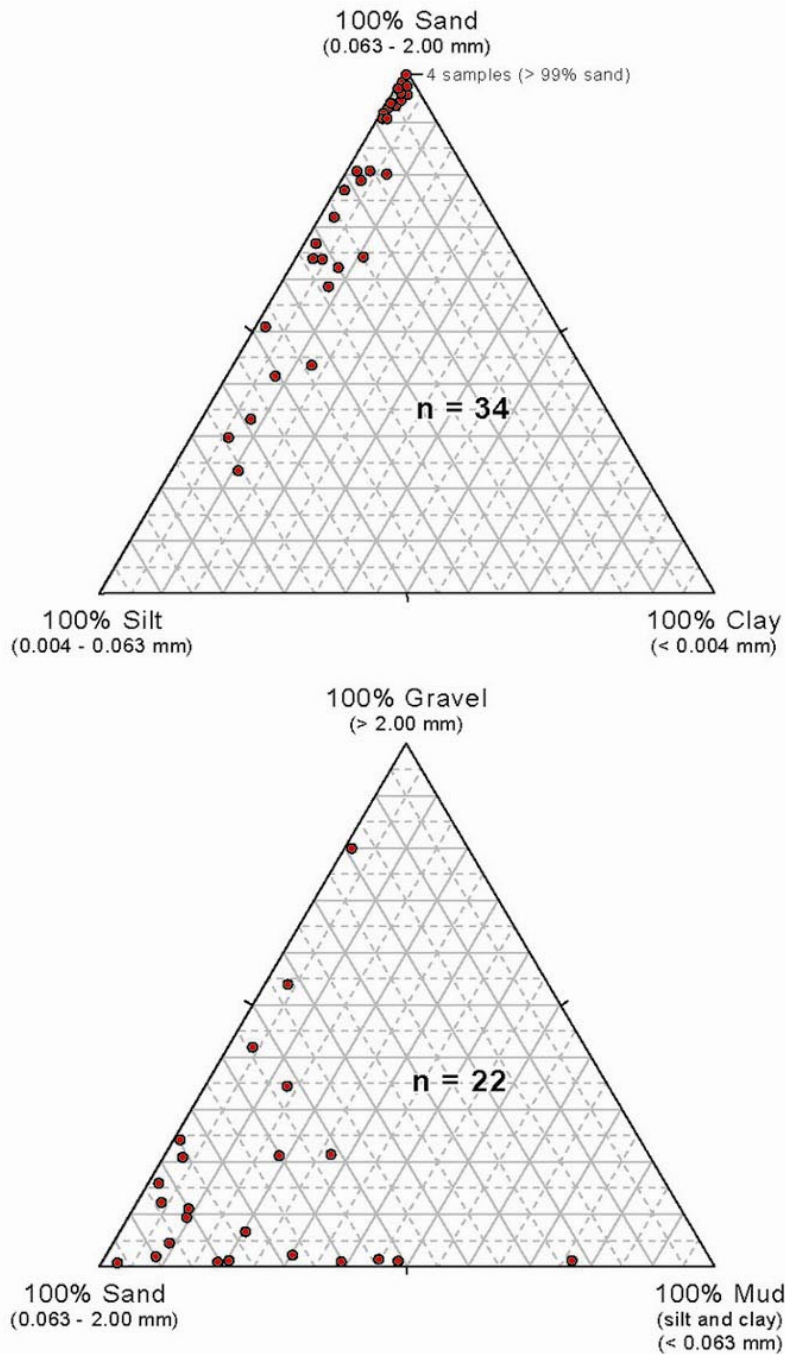 100% Sand
(0.063 - 2.00 mm)
4 samples (> 99% sand)
n = 34
100% Silt
(0.004 - 0.063 mm)
100% Clay
(< 0.004 mm)
100% Gravel
(> 2.00 mm)
n = 22
100% Sand
(0.063 - 2.00 mm)
100% Mud
(silt and clay)
(< 0.063 mm)